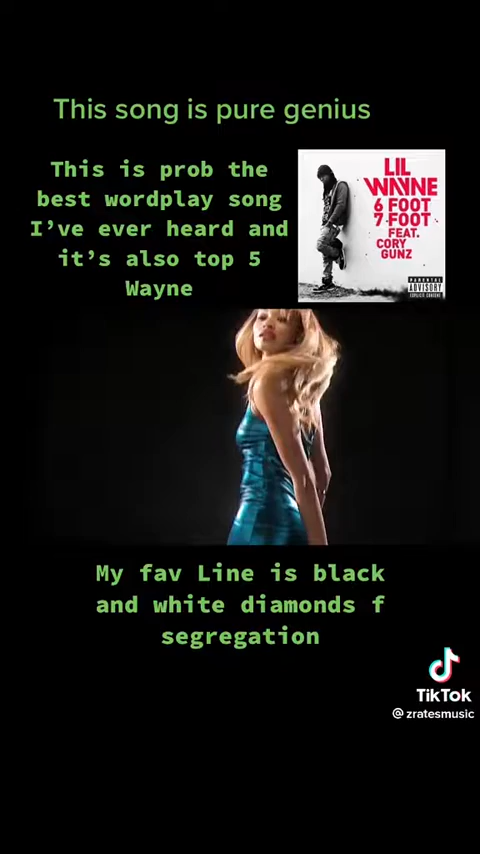 This song is pure genius
This is prob the
best wordplay song
I've ever heard and
it's also top 5
Wayne
LIL
WAYNE
6 FOOT
7 FOOT
FEAT.
CORY
GUNZ
PARENTAL
ADVISORY
EXPLICIT CONTENT
My fav Line is black
and white diamonds f
segregation
TikTok
@zratesmusic